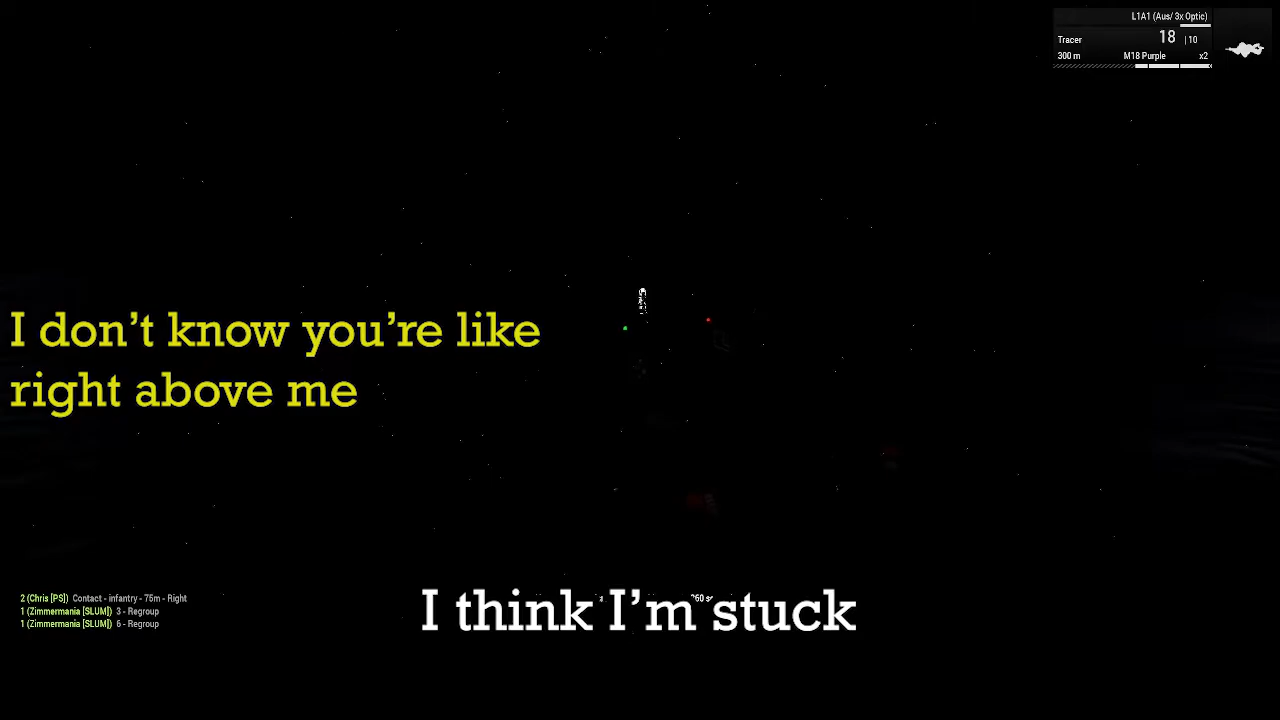 L1A1 (Aus/ 3x Optic)
Tracer 18 | 10
300 m M18 Purple x2
I don't know you're like
right above me
2 (Chris [PS]) Contact - infantry - 75m - Right
1 (Zimmermania [SLUM]) 3 - Regroup
1 (Zimmermania [SLUM]) 6 - Regroup
I think I'm stuck